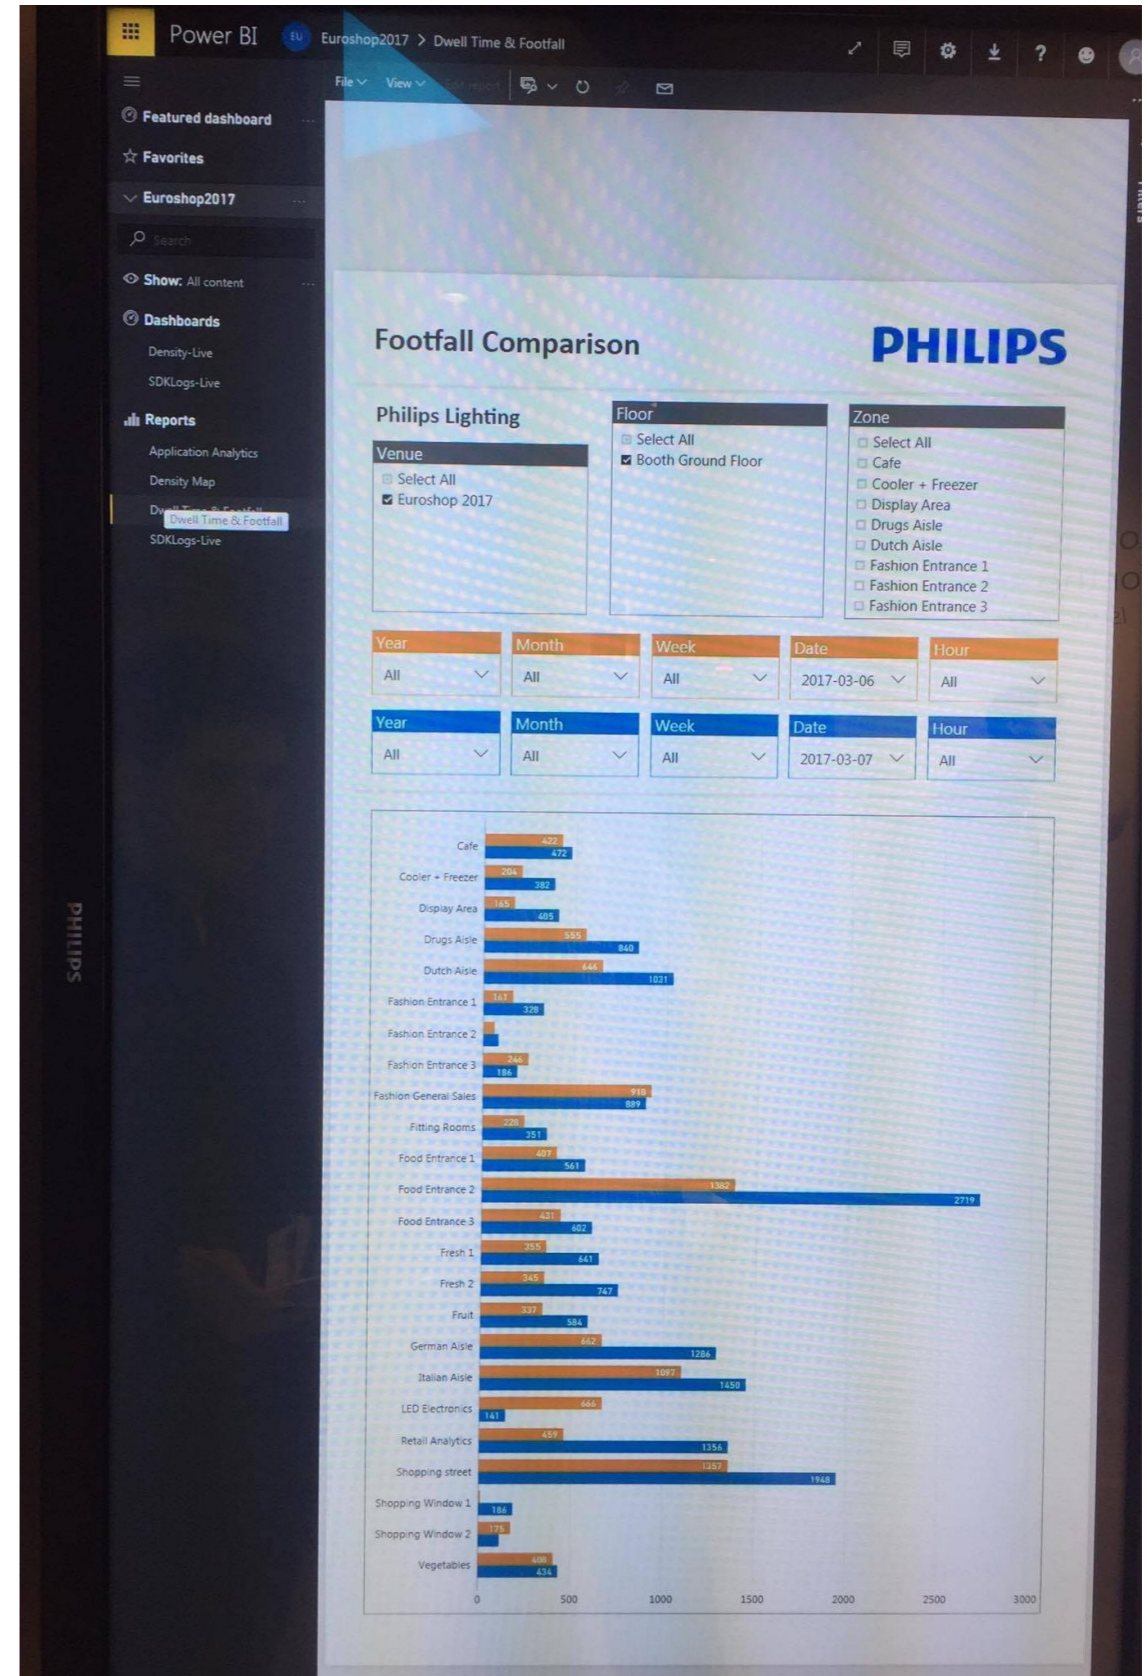 Power BI
EU
Euroshop2017 > Dwell Time & Footfall
?
File
View
Edit report
Featured dashboard
Favorites
Euroshop2017
Search
Show: All content
Dashboards
Density-Live
SDKLogs-Live
Reports
Application Analytics
Density Map
Dwell Time & Footfall
Dwell Time & Footfall
SDKLogs-Live
Filters
PHILIPS
Footfall Comparison
PHILIPS
Philips Lighting
Venue
Select All
Euroshop 2017
Floor
Select All
Booth Ground Floor
Zone
Select All
Cafe
Cooler + Freezer
Display Area
Drugs Aisle
Dutch Aisle
Fashion Entrance 1
Fashion Entrance 2
Fashion Entrance 3
Year Month Week Date Hour
All All All 2017-03-06 All
Year Month Week Date Hour
All All All 2017-03-07 All
Cafe 422
472
Cooler + Freezer 204
382
Display Area 165
405
Drugs Aisle 555
840
Dutch Aisle 646
1031
Fashion Entrance 1 161
328
Fashion Entrance 2
Fashion Entrance 3 246
186
Fashion General Sales 910
889
Fitting Rooms 220
351
Food Entrance 1 407
561
Food Entrance 2 1382
2719
Food Entrance 3 431
602
Fresh 1 355
641
Fresh 2 345
747
Fruit 337
584
German Aisle 662
1286
Italian Aisle 1097
1450
LED Electronics 666
141
Retail Analytics 459
1356
Shopping street 1357
1948
Shopping Window 1
186
Shopping Window 2 175
Vegetables 408
434
0 500 1000 1500 2000 2500 3000